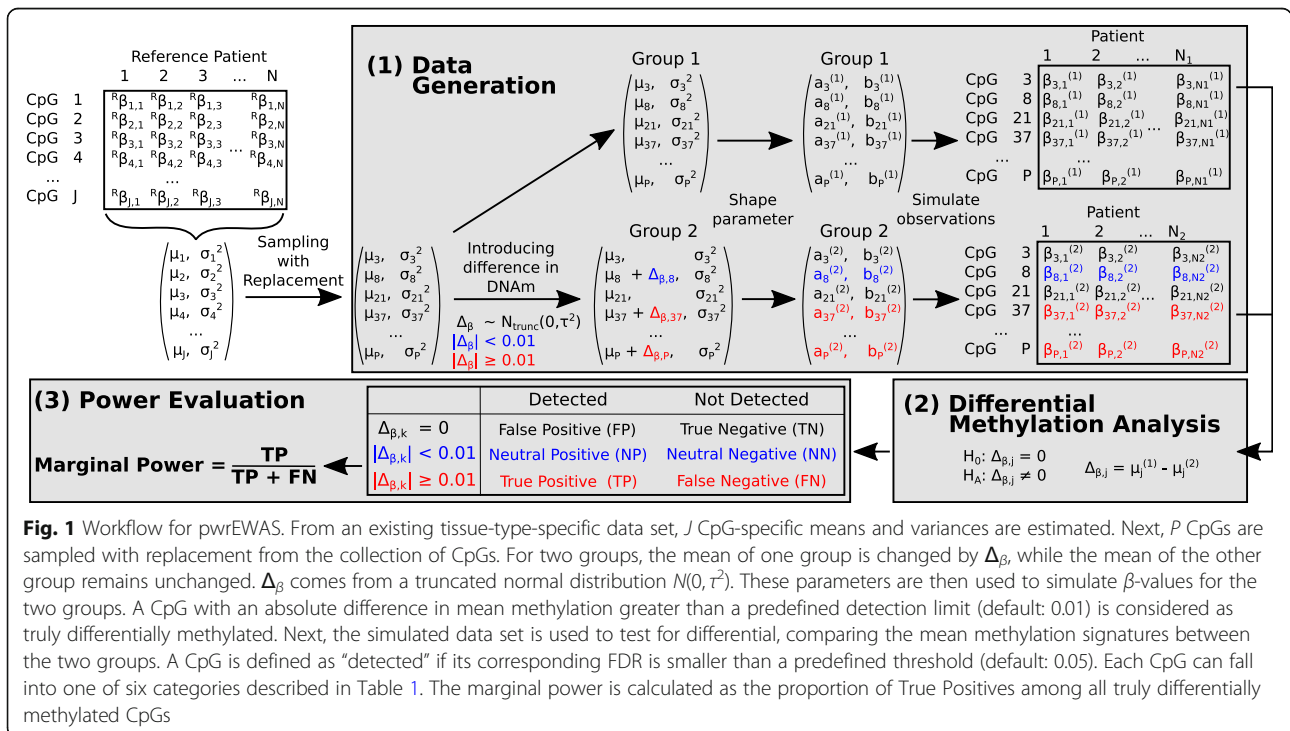 Reference Patient
1 2 3 ... N
CpG 1 ᴿβ1,1 ᴿβ1,2 ᴿβ1,3 ᴿβ1,N
CpG 2 ᴿβ2,1 ᴿβ2,2 ᴿβ2,3 ᴿβ2,N
CpG 3 ᴿβ3,1 ᴿβ3,2 ᴿβ3,3 ... ᴿβ3,N
CpG 4 ᴿβ4,1 ᴿβ4,2 ᴿβ4,3 ᴿβ4,N
... ...
CpG J ᴿβJ,1 ᴿβJ,2 ᴿβJ,3 ᴿβJ,N
μ1, σ1²
μ2, σ2²
μ3, σ3²
μ4, σ4²
...
μJ, σJ²
Sampling
with
Replacement
(1) Data
Generation
μ3, σ3²
μ8, σ8²
μ21, σ21²
μ37, σ37²
...
μP, σP²
Introducing
difference in
DNAm
Δβ ~ Ntrunc(0,τ²)
|Δβ| < 0.01
|Δβ| ≥ 0.01
Group 1
μ3, σ3²
μ8, σ8²
μ21, σ21²
μ37, σ37²
...
μP, σP²
Group 2
μ3, σ3²
μ8 + Δβ,8, σ8²
μ21, σ21²
μ37 + Δβ,37, σ37²
...
μP + Δβ,P, σP²
Shape
parameter
Group 1
a3⁽¹⁾, b3⁽¹⁾
a8⁽¹⁾, b8⁽¹⁾
a21⁽¹⁾, b21⁽¹⁾
a37⁽¹⁾, b37⁽¹⁾
...
aP⁽¹⁾, bP⁽¹⁾
Group 2
a3⁽²⁾, b3⁽²⁾
a8⁽²⁾, b8⁽²⁾
a21⁽²⁾, b21⁽²⁾
a37⁽²⁾, b37⁽²⁾
...
aP⁽²⁾, bP⁽²⁾
Simulate
observations
Patient
1 2 ... N1
CpG 3 β3,1⁽¹⁾ β3,2⁽¹⁾ β3,N1⁽¹⁾
CpG 8 β8,1⁽¹⁾ β8,2⁽¹⁾ β8,N1⁽¹⁾
CpG 21 β21,1⁽¹⁾ β21,2⁽¹⁾ ... β21,N1⁽¹⁾
CpG 37 β37,1⁽¹⁾ β37,2⁽¹⁾ β37,N1⁽¹⁾
... ...
CpG P βP,1⁽¹⁾ βP,2⁽¹⁾ βP,N1⁽¹⁾
Patient
1 2 ... N2
CpG 3 β3,1⁽²⁾ β3,2⁽²⁾ β3,N2⁽²⁾
CpG 8 β8,1⁽²⁾ β8,2⁽²⁾ β8,N2⁽²⁾
CpG 21 β21,1⁽²⁾ β21,2⁽²⁾ ... β21,N2⁽²⁾
CpG 37 β37,1⁽²⁾ β37,2⁽²⁾ β37,N2⁽²⁾
... ...
CpG P βP,1⁽²⁾ βP,2⁽²⁾ βP,N2⁽²⁾
(2) Differential
Methylation Analysis
H0: Δβ,j = 0
HA: Δβ,j ≠ 0
Δβ,j = μj⁽¹⁾ - μj⁽²⁾
(3) Power Evaluation
Marginal Power = TP
TP + FN
Detected Not Detected
Δβ,k = 0 False Positive (FP) True Negative (TN)
|Δβ,k| < 0.01 Neutral Positive (NP) Neutral Negative (NN)
|Δβ,k| ≥ 0.01 True Positive (TP) False Negative (FN)
Fig. 1 Workflow for pwrEWAS. From an existing tissue-type-specific data set, J CpG-specific means and variances are estimated. Next, P CpGs are
sampled with replacement from the collection of CpGs. For two groups, the mean of one group is changed by Δβ, while the mean of the other
group remains unchanged. Δβ comes from a truncated normal distribution N(0, τ²). These parameters are then used to simulate β-values for the
two groups. A CpG with an absolute difference in mean methylation greater than a predefined detection limit (default: 0.01) is considered as
truly differentially methylated. Next, the simulated data set is used to test for differential, comparing the mean methylation signatures between
the two groups. A CpG is defined as “detected” if its corresponding FDR is smaller than a predefined threshold (default: 0.05). Each CpG can fall
into one of six categories described in Table 1. The marginal power is calculated as the proportion of True Positives among all truly differentially
methylated CpGs